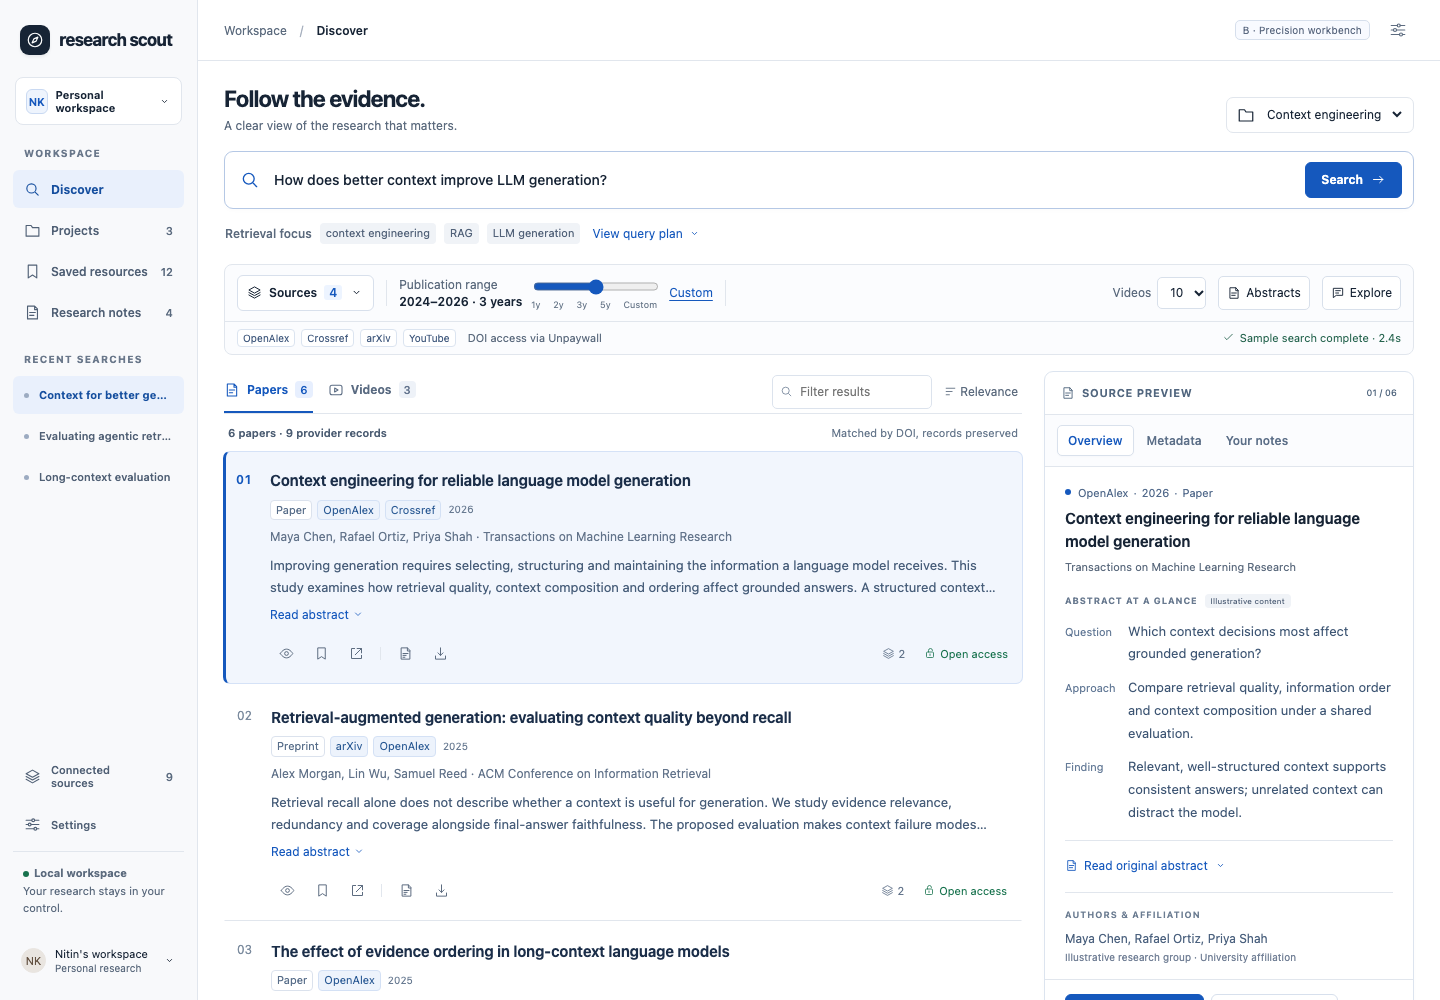 research scout
NK
Personal
workspace
WORKSPACE
Discover
Projects 3
Saved resources 12
Research notes 4
RECENT SEARCHES
Context for better ge...
Evaluating agentic retr...
Long-context evaluation
Connected
sources 9
Settings
Local workspace
Your research stays in your
control.
NK
Nitin's workspace
Personal research
Workspace / Discover
B · Precision workbench
Follow the evidence.
A clear view of the research that matters.
Context engineering
How does better context improve LLM generation?
Search
Retrieval focus context engineering RAG LLM generation View query plan
Sources 4
Publication range
2024–2026 · 3 years
1y 2y 3y 5y Custom
Custom
Videos 10
Abstracts
Explore
OpenAlex Crossref arXiv YouTube DOI access via Unpaywall
Sample search complete · 2.4s
Papers 6
Videos 3
Filter results
Relevance
6 papers · 9 provider records
Matched by DOI, records preserved
01 Context engineering for reliable language model generation
Paper OpenAlex Crossref 2026
Maya Chen, Rafael Ortiz, Priya Shah · Transactions on Machine Learning Research
Improving generation requires selecting, structuring and maintaining the information a language model receives. This
study examines how retrieval quality, context composition and ordering affect grounded answers. A structured context...
Read abstract
2 Open access
02 Retrieval-augmented generation: evaluating context quality beyond recall
Preprint arXiv OpenAlex 2025
Alex Morgan, Lin Wu, Samuel Reed · ACM Conference on Information Retrieval
Retrieval recall alone does not describe whether a context is useful for generation. We study evidence relevance,
redundancy and coverage alongside final-answer faithfulness. The proposed evaluation makes context failure modes...
Read abstract
2 Open access
03 The effect of evidence ordering in long-context language models
Paper OpenAlex 2025
SOURCE PREVIEW 01 / 06
Overview Metadata Your notes
OpenAlex · 2026 · Paper
Context engineering for reliable language
model generation
Transactions on Machine Learning Research
ABSTRACT AT A GLANCE Illustrative content
Question Which context decisions most affect
grounded generation?
Approach Compare retrieval quality, information order
and context composition under a shared
evaluation.
Finding Relevant, well-structured context supports
consistent answers; unrelated context can
distract the model.
Read original abstract
AUTHORS & AFFILIATION
Maya Chen, Rafael Ortiz, Priya Shah
Illustrative research group · University affiliation